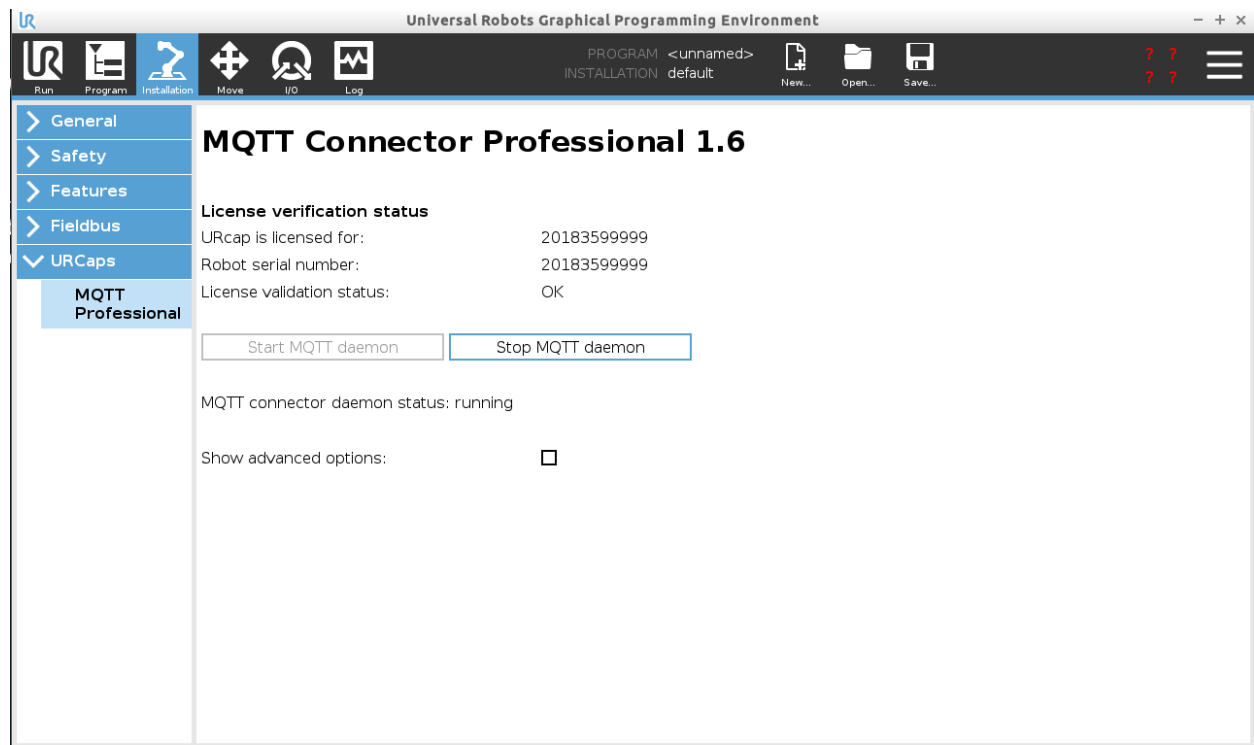 UR Universal Robots Graphical Programming Environment
UR
PROGRAM <unnamed>
INSTALLATION default
Run Program Installation Move I/O Log New... Open... Save...
? ?
? ?
General
Safety
Features
Fieldbus
URCaps
MQTT
Professional
MQTT Connector Professional 1.6
License verification status
URcap is licensed for: 20183599999
Robot serial number: 20183599999
License validation status: OK
Start MQTT daemon Stop MQTT daemon
MQTT connector daemon status: running
Show advanced options: